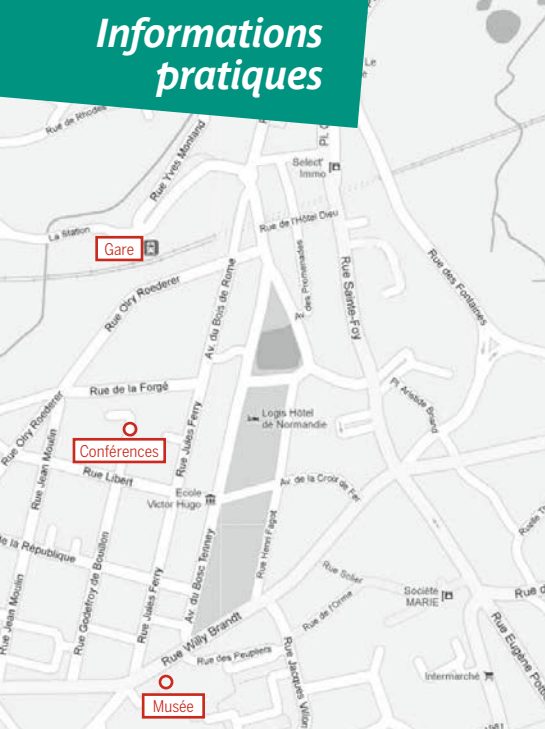 Informations
pratiques
Le
Rue de Rhodes
Rue Yves Montand
Select'
Immo
La Station
Gare
Rue de l'Hôtel Dieu
Rue Olry Roederer
Av. du Bois de Rome
Av. des Promenades
Rue Sainte-Foy
Rue des Fontaines
Rue de la Forgé
Pl. Aristide Briand
Logis Hôtel
de Normandie
Rue Olry Roederer
Rue Jean Moulin
Conférences
Rue Jules Ferry
Rue Libert
Ecole
Victor Hugo
Av. de la Croix de Fer
e la République
Rue Godefroy de Bouillon
Av. du Bosc Tenney
Rue Henri Fagot
Rue Jean Moulin
Rue Jules Ferry
Rue Solier
Rue de l'Orme
Société
MARIE
Rue d
Rue Willy Brandt
Rue des Peupliers
Rue Jacques Villon
Rue Eugène Pottie
Intermarché
Musée